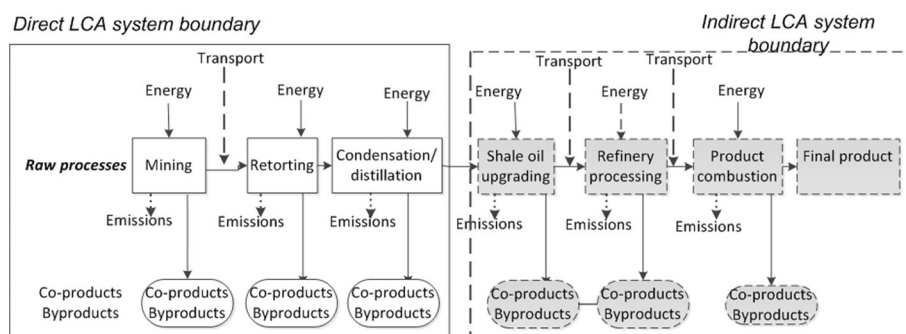 Direct LCA system boundary
Indirect LCA system
boundary
Transport
Transport
Transport
Energy
Energy
Energy
Energy
Energy
Energy
Raw processes
Mining
Retorting
Condensation/
distillation
Shale oil
upgrading
Refinery
processing
Product
combustion
Final product
Emissions
Emissions
Emissions
Emissions
Emissions
Emissions
Co-products
Byproducts
Co-products
Byproducts
Co-products
Byproducts
Co-products
Byproducts
Co-products
Byproducts
Co-products
Byproducts
Co-products
Byproducts